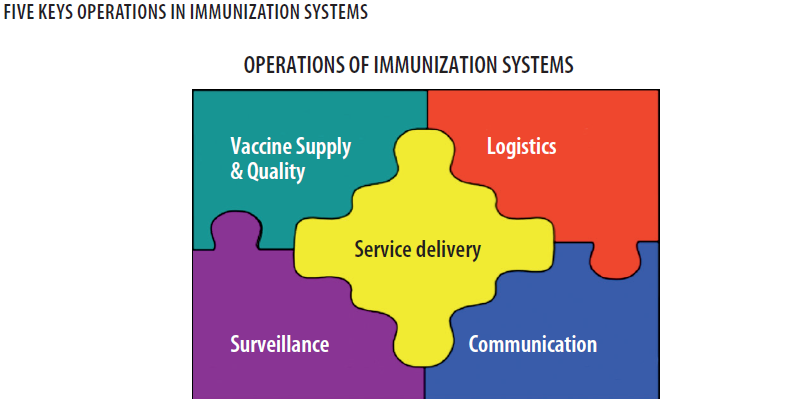 FIVE KEYS OPERATIONS IN IMMUNIZATION SYSTEMS
OPERATIONS OF IMMUNIZATION SYSTEMS
Vaccine Supply
& Quality
Logistics
Service delivery
Surveillance
Communication